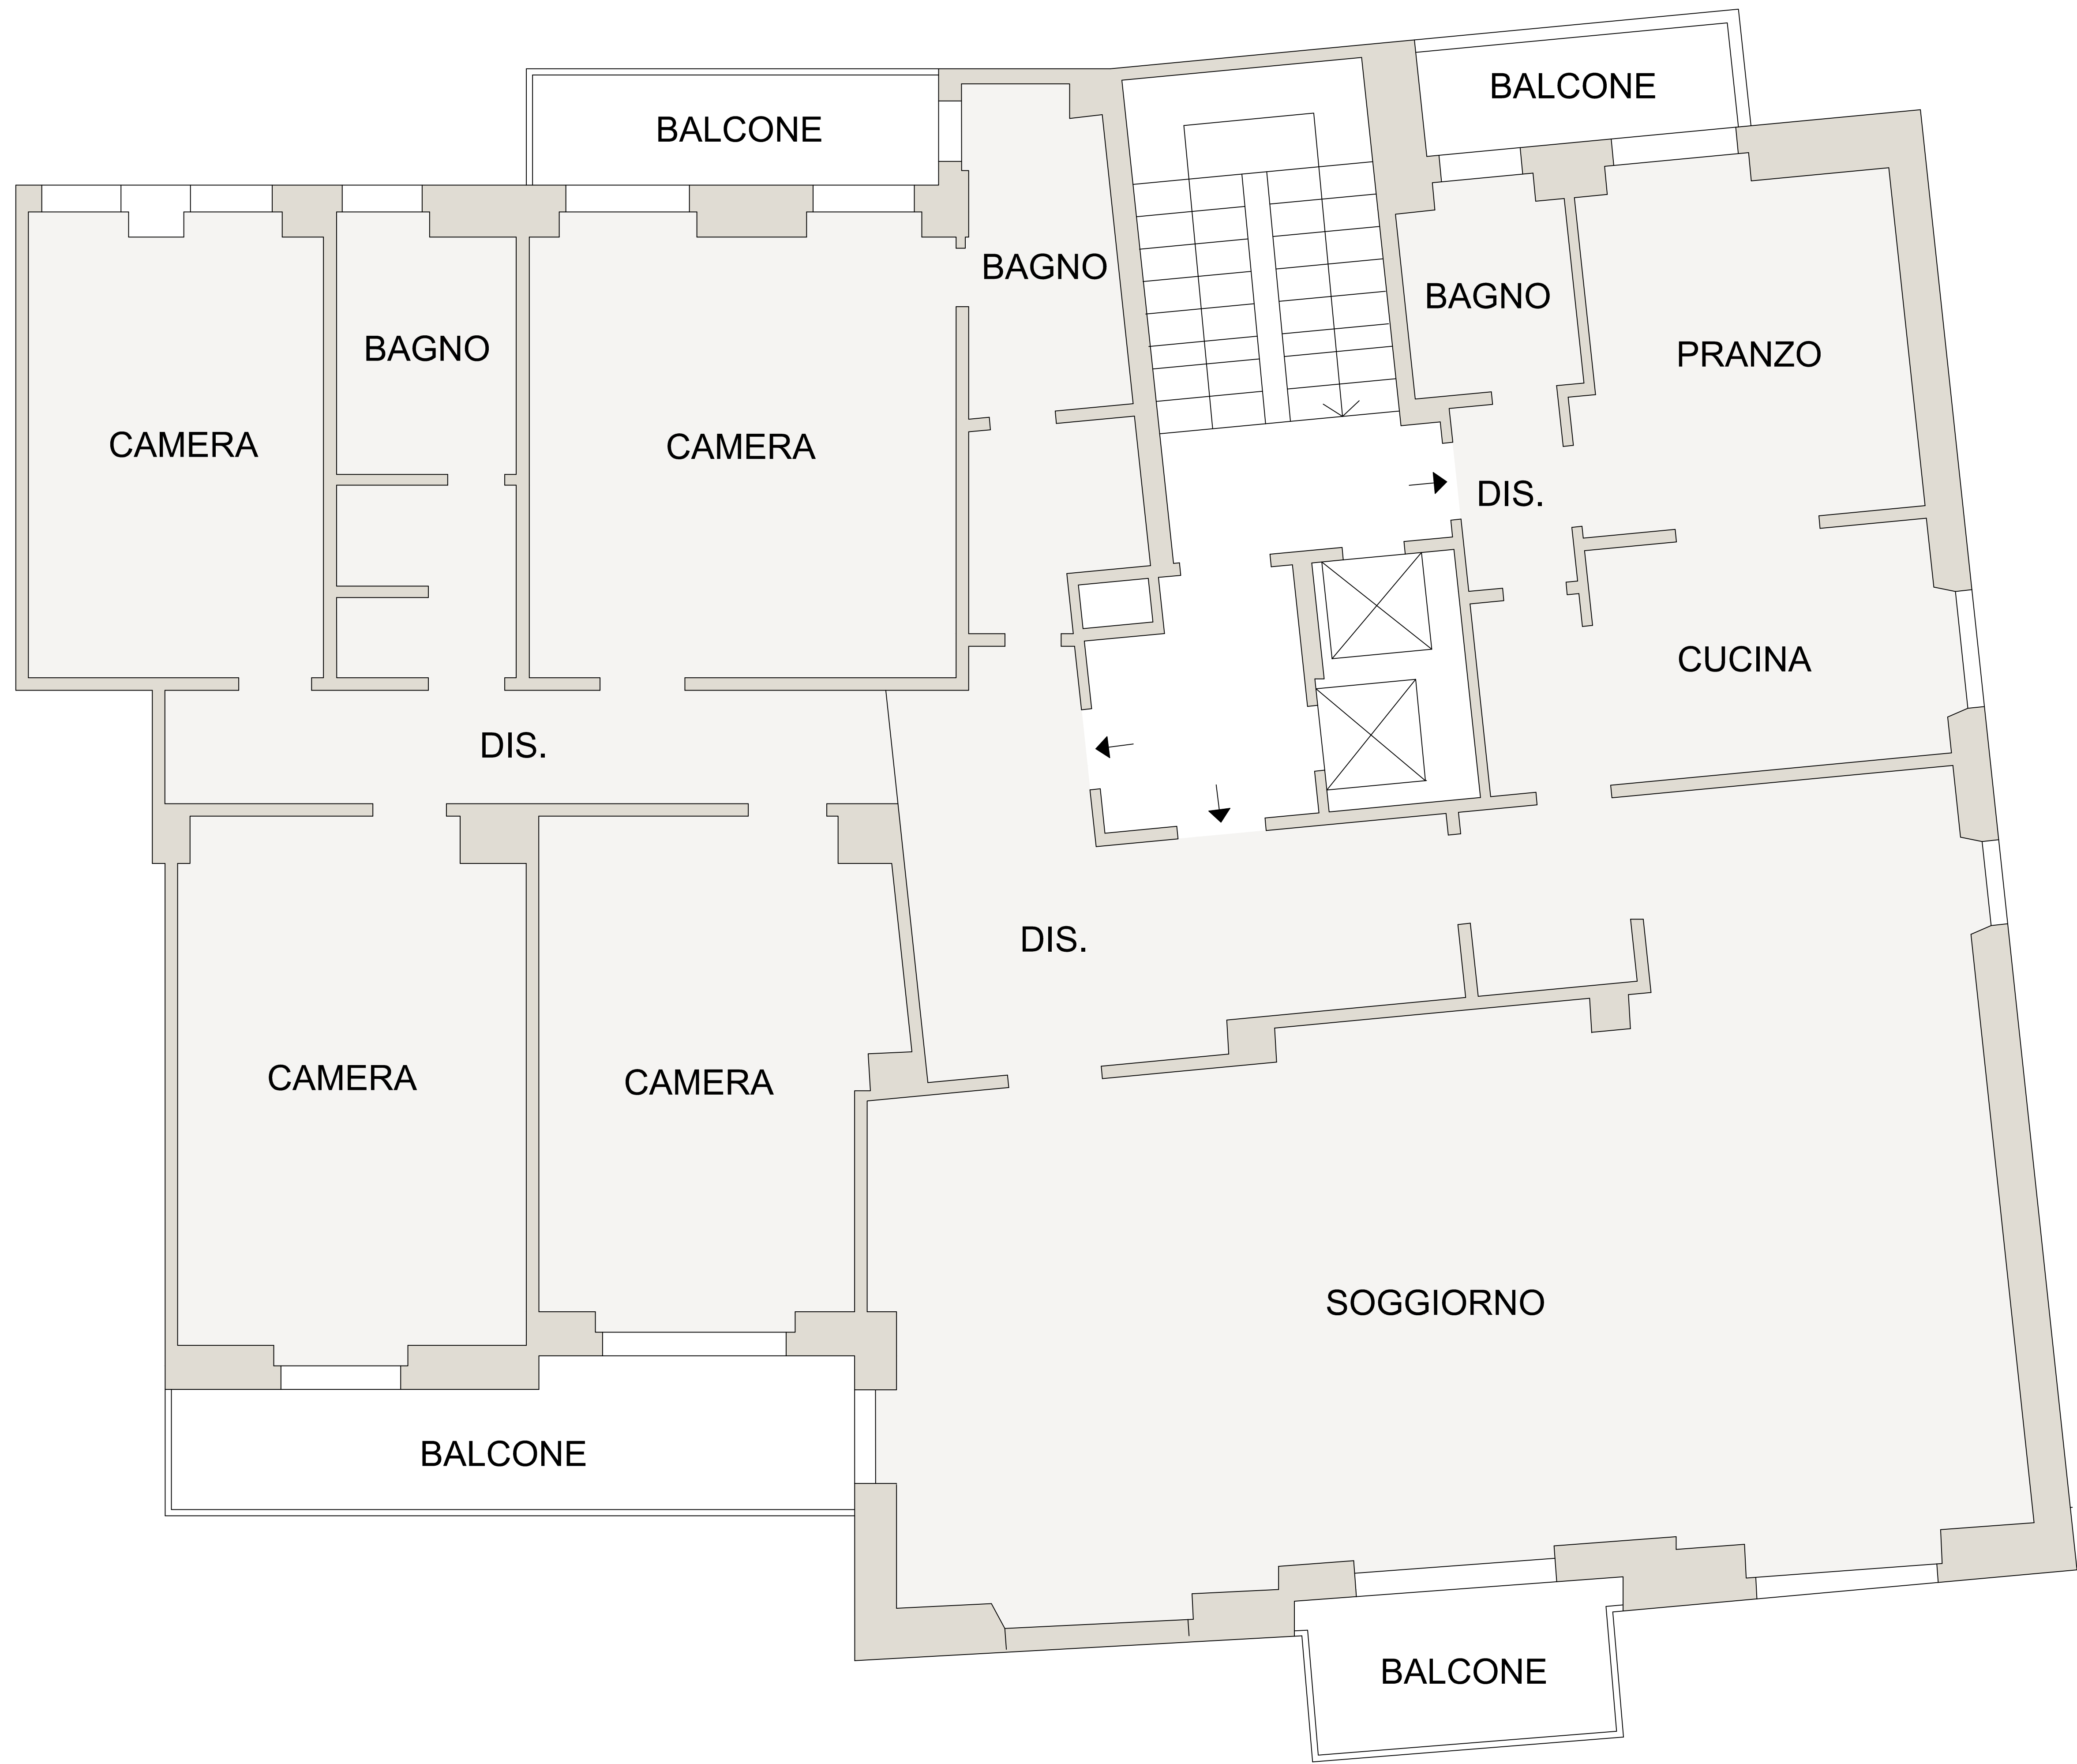 BALCONE
BALCONE
BAGNO
BAGNO
BAGNO
PRANZO
CAMERA
CAMERA
DIS.
CUCINA
DIS.
DIS.
CAMERA
CAMERA
SOGGIORNO
BALCONE
BALCONE